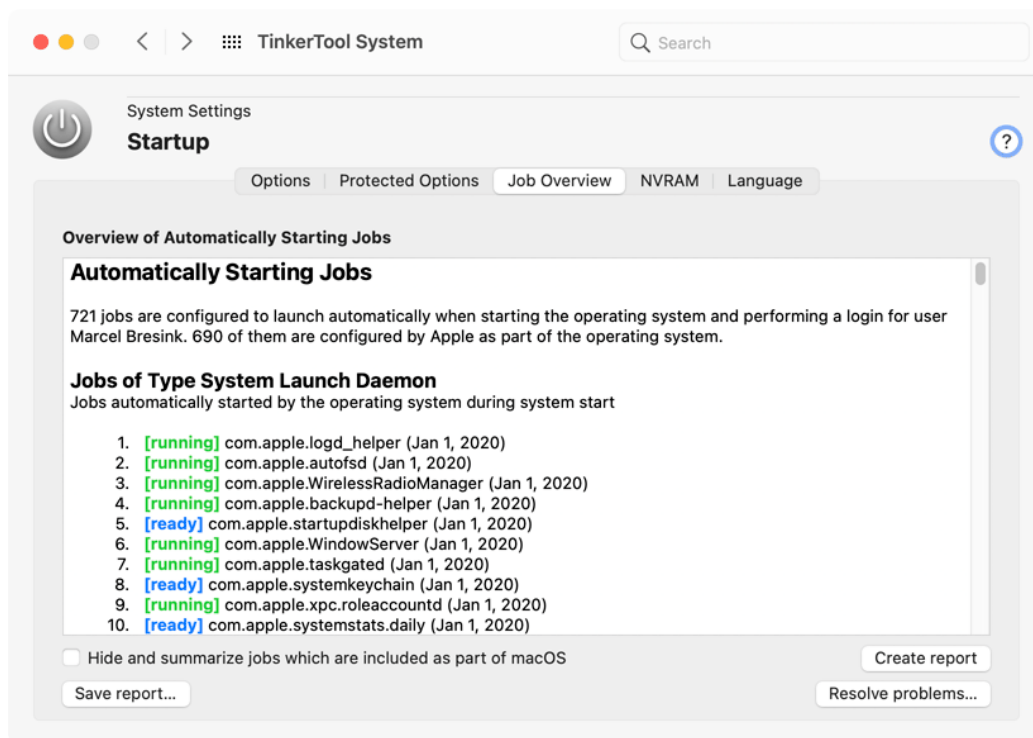 TinkerTool System
Search
System Settings
Startup
?
Options
Protected Options
Job Overview
NVRAM
Language
Overview of Automatically Starting Jobs
Automatically Starting Jobs
721 jobs are configured to launch automatically when starting the operating system and performing a login for user
Marcel Bresink. 690 of them are configured by Apple as part of the operating system.
Jobs of Type System Launch Daemon
Jobs automatically started by the operating system during system start
1. [running] com.apple.logd_helper (Jan 1, 2020)
2. [running] com.apple.autofsd (Jan 1, 2020)
3. [running] com.apple.WirelessRadioManager (Jan 1, 2020)
4. [running] com.apple.backupd-helper (Jan 1, 2020)
5. [ready] com.apple.startupdiskhelper (Jan 1, 2020)
6. [running] com.apple.WindowServer (Jan 1, 2020)
7. [running] com.apple.taskgated (Jan 1, 2020)
8. [ready] com.apple.systemkeychain (Jan 1, 2020)
9. [running] com.apple.xpc.roleaccountd (Jan 1, 2020)
10. [ready] com.apple.systemstats.daily (Jan 1, 2020)
Hide and summarize jobs which are included as part of macOS
Create report
Save report...
Resolve problems...